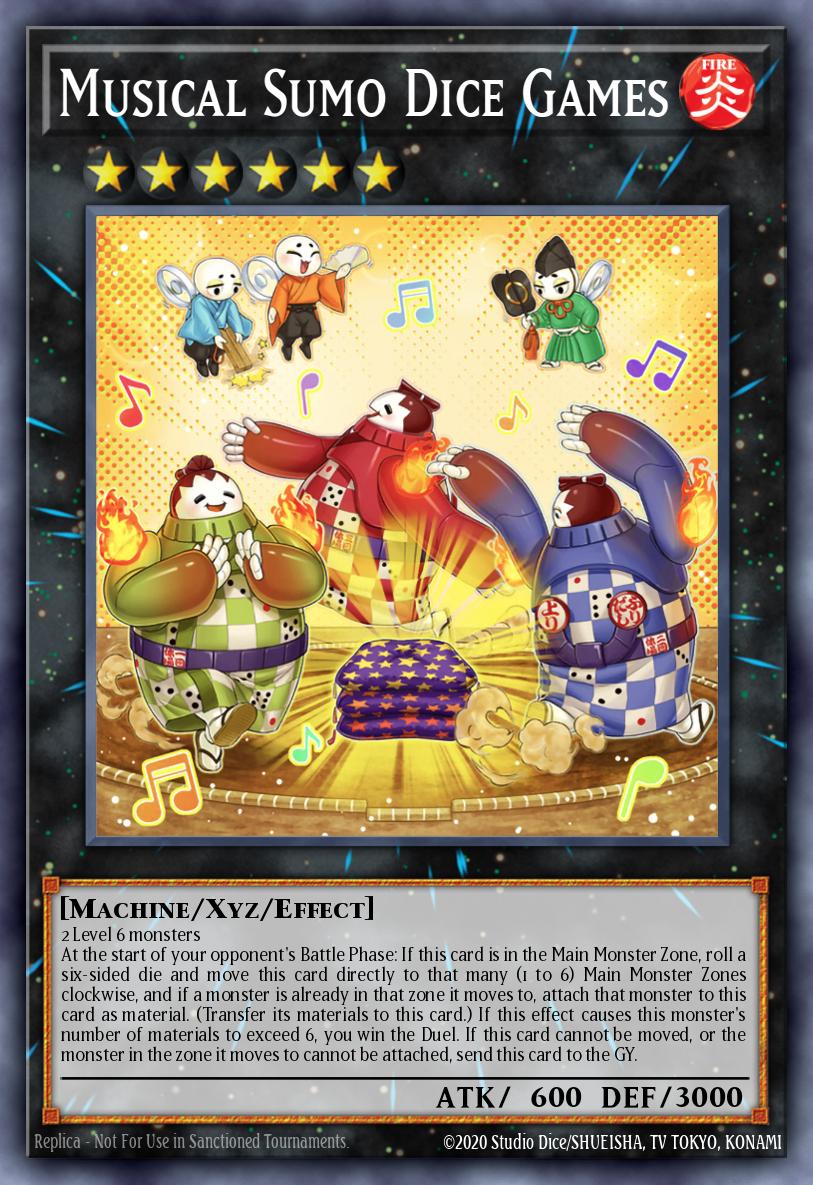 Musical Sumo Dice Games
FIRE
炎
[Machine/Xyz/Effect]
2 Level 6 monsters
At the start of your opponent's Battle Phase: If this card is in the Main Monster Zone, roll a
six-sided die and move this card directly to that many (1 to 6) Main Monster Zones
clockwise, and if a monster is already in that zone it moves to, attach that monster to this
card as material. (Transfer its materials to this card.) If this effect causes this monster's
number of materials to exceed 6, you win the Duel. If this card cannot be moved, or the
monster in the zone it moves to cannot be attached, send this card to the GY.
ATK/ 600 DEF/3000
Replica - Not For Use in Sanctioned Tournaments.
©2020 Studio Dice/SHUEISHA, TV TOKYO, KONAMI